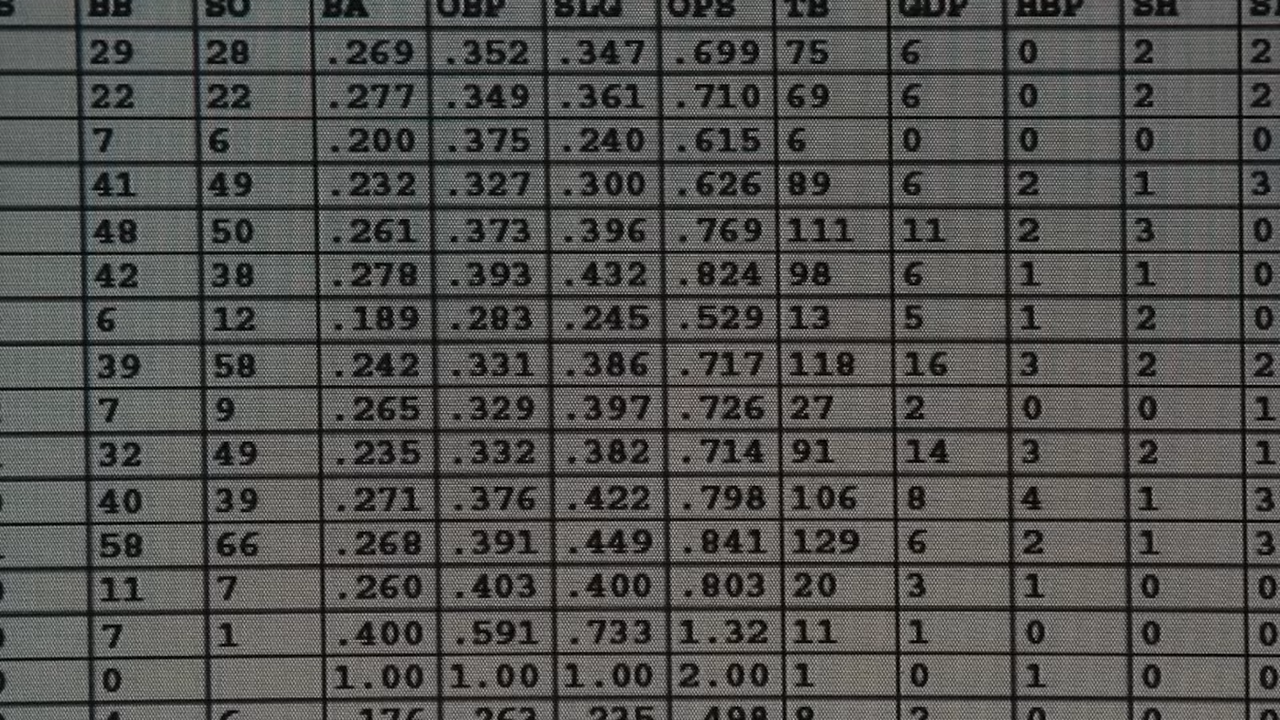 BB SO BA OBP SLG OPS TB GDP HBP SH
29 28 .269 .352 .347 .699 75 6 0 2 2
22 22 .277 .349 .361 .710 69 6 0 2 2
7 6 .200 .375 .240 .615 6 0 0 0 0
41 49 .232 .327 .300 .626 89 6 2 1 3
48 50 .261 .373 .396 .769 111 11 2 3 0
42 38 .278 .393 .432 .824 98 6 1 1 0
6 12 .189 .283 .245 .529 13 5 1 2 0
39 58 .242 .331 .386 .717 118 16 3 2 2
7 9 .265 .329 .397 .726 27 2 0 0 1
32 49 .235 .332 .382 .714 91 14 3 2 1
40 39 .271 .376 .422 .798 106 8 4 1 3
58 66 .268 .391 .449 .841 129 6 2 1 3
11 7 .260 .403 .400 .803 20 3 1 0 0
7 1 .400 .591 .733 1.32 11 1 0 0 0
0 1.00 1.00 1.00 2.00 1 0 1 0 0
.176 .263 .235 .498 8